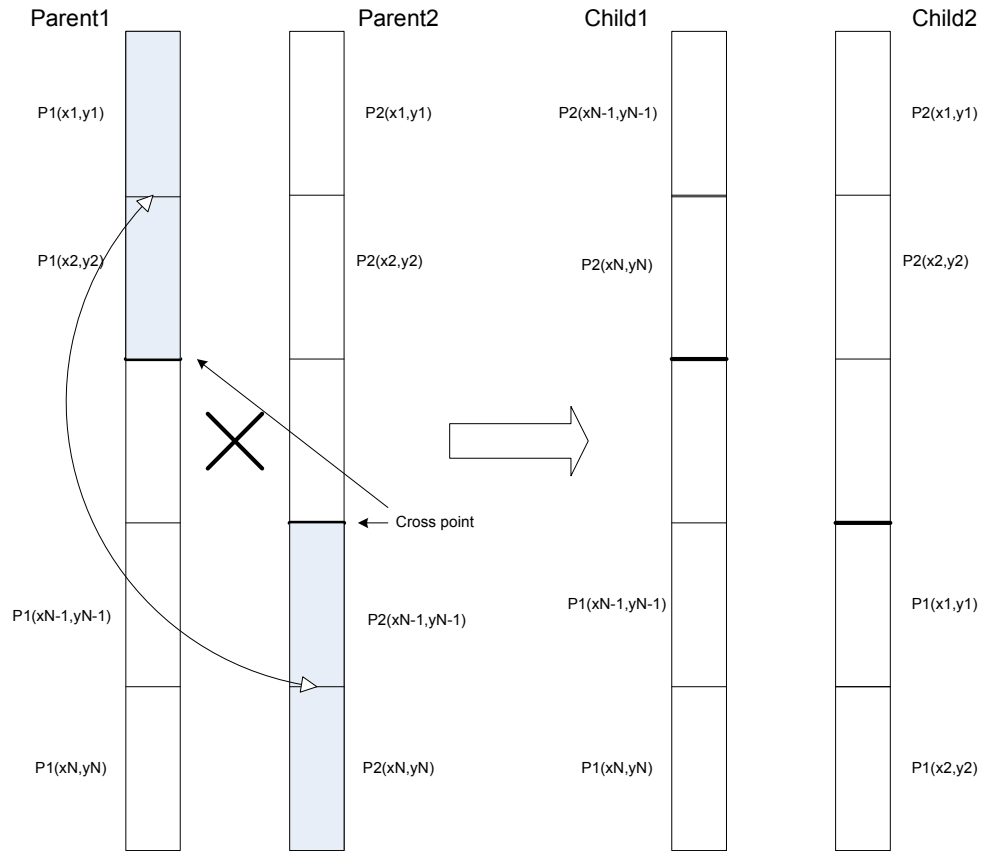 Parent1
Parent2
Child1
Child2
P1(x1,y1)
P2(x1,y1)
P2(xN-1,yN-1)
P2(x1,y1)
P1(x2,y2)
P2(x2,y2)
P2(xN,yN)
P2(x2,y2)
Cross point
P1(xN-1,yN-1)
P2(xN-1,yN-1)
P1(xN-1,yN-1)
P1(x1,y1)
P1(xN,yN)
P2(xN,yN)
P1(xN,yN)
P1(x2,y2)